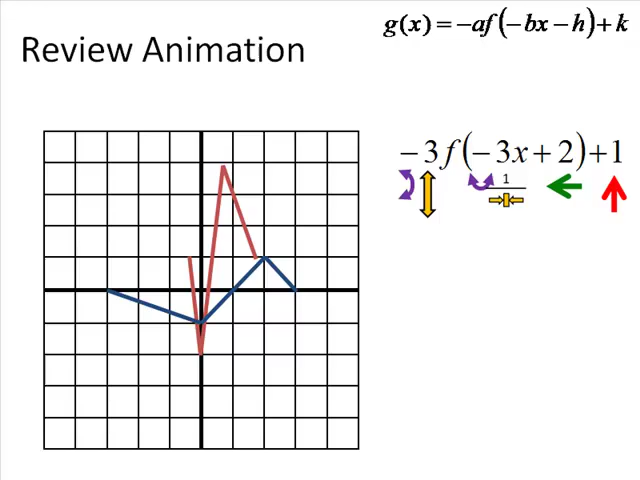 g(x) = −af(−bx − h) + k
Review Animation
−3f(−3x + 2) + 1
1